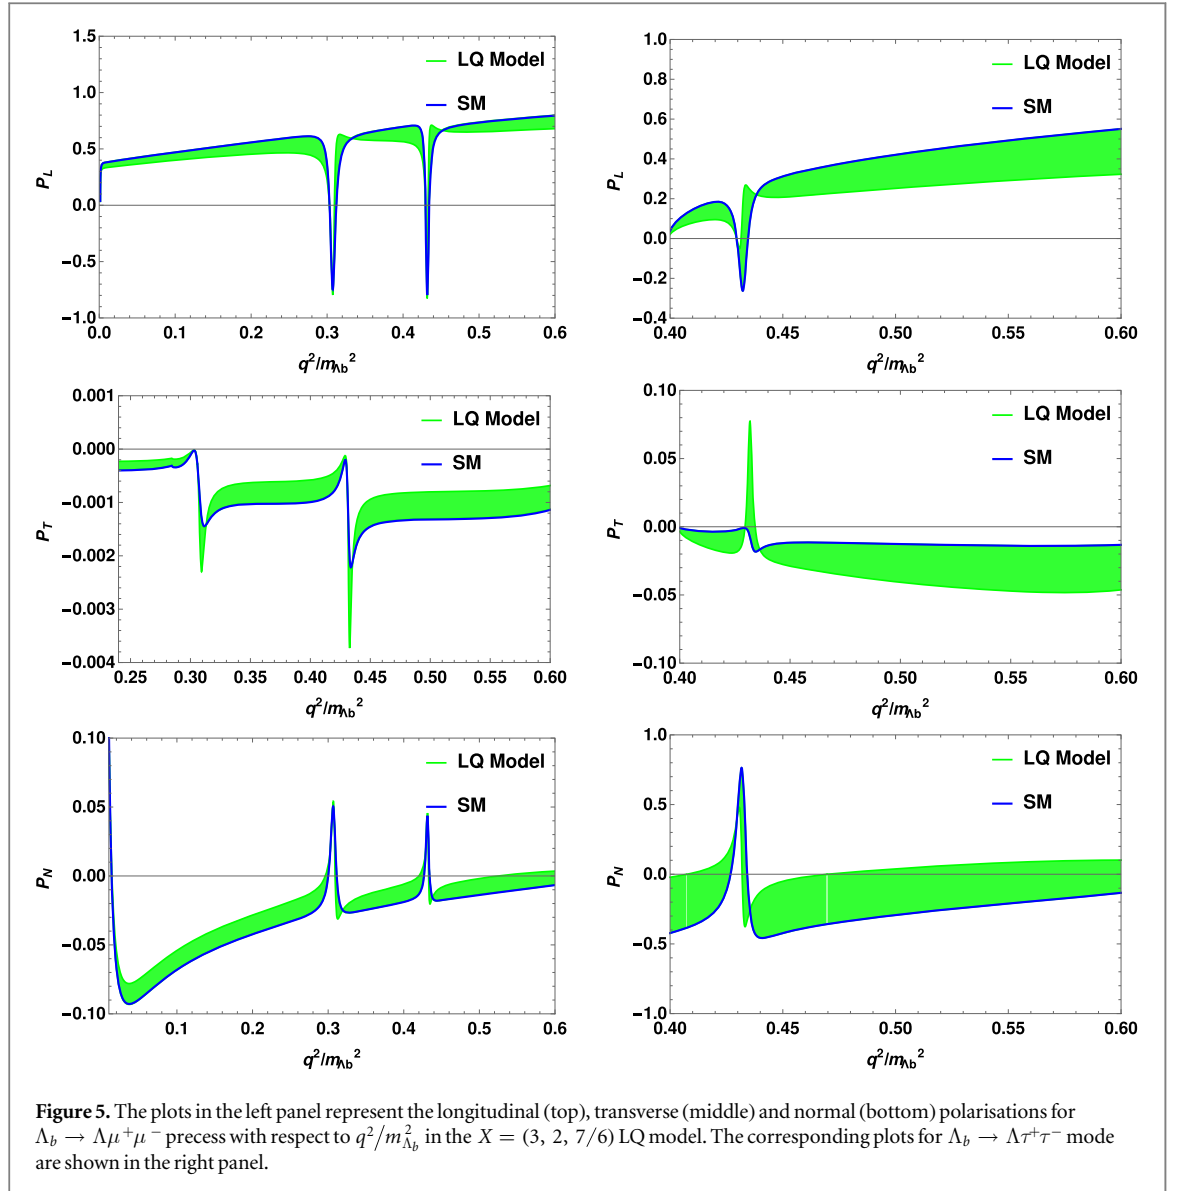 1.5
1.0
0.5
0.0
−0.5
−1.0
P_L
LQ Model
SM
0.0 0.1 0.2 0.3 0.4 0.5 0.6
q²/m_Λb²
1.0
0.8
0.6
0.4
0.2
0.0
−0.2
−0.4
P_L
LQ Model
SM
0.40 0.45 0.50 0.55 0.60
q²/m_Λb²
0.001
0.000
−0.001
−0.002
−0.003
−0.004
P_T
LQ Model
SM
0.25 0.30 0.35 0.40 0.45 0.50 0.55 0.60
q²/m_Λb²
0.10
0.05
0.00
−0.05
−0.10
P_T
LQ Model
SM
0.40 0.45 0.50 0.55 0.60
q²/m_Λb²
0.10
0.05
0.00
−0.05
−0.10
P_N
LQ Model
SM
0.1 0.2 0.3 0.4 0.5 0.6
q²/m_Λb²
1.0
0.5
0.0
−0.5
−1.0
P_N
LQ Model
SM
0.40 0.45 0.50 0.55 0.60
q²/m_Λb²
Figure 5. The plots in the left panel represent the longitudinal (top), transverse (middle) and normal (bottom) polarisations for
Λ_b → Λμ⁺μ⁻ precess with respect to q²/m²_Λ_b in the X = (3, 2, 7/6) LQ model. The corresponding plots for Λ_b → Λτ⁺τ⁻ mode
are shown in the right panel.